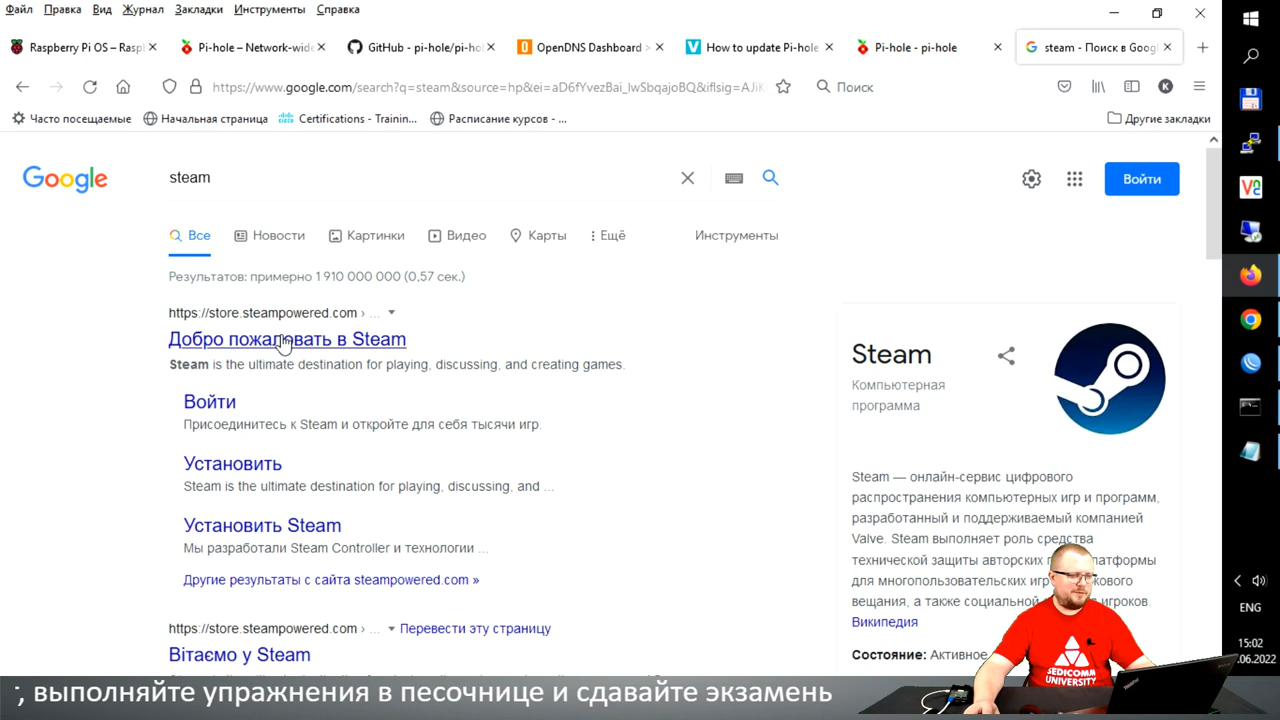 Файл Правка Вид Журнал Закладки Инструменты Справка
Raspberry Pi OS – Raspl
Pi-hole – Network-wide
GitHub - pi-hole/pi-hol
OpenDNS Dashboard >
How to update Pi-hole
Pi-hole - pi-hole
steam - Поиск в Googl
https://www.google.com/search?q=steam&source=hp&ei=aD6fYvezBai_lwSbqajoBQ&iflsig=AJiK
Поиск
Часто посещаемые
Начальная страница
Certifications - Trainin...
Расписание курсов - ...
Другие закладки
Google
steam
Войти
Все Новости Картинки Видео Карты Ещё Инструменты
Результатов: примерно 1 910 000 000 (0,57 сек.)
https://store.steampowered.com › ...
Добро пожаловать в Steam
Steam is the ultimate destination for playing, discussing, and creating games.
Войти
Присоединитесь к Steam и откройте для себя тысячи игр.
Установить
Steam is the ultimate destination for playing, discussing, and ...
Установить Steam
Мы разработали Steam Controller и технологии ...
Другие результаты с сайта steampowered.com »
https://store.steampowered.com › ... Перевести эту страницу
Вітаємо у Steam
Steam
Компьютерная
программа
Steam — онлайн-сервис цифрового
распространения компьютерных игр и программ,
разработанный и поддерживаемый компанией
Valve. Steam выполняет роль средства
технической защиты авторских
для многопользовательских игр
вещания, а также социальной игроков.
Википедия
Состояние: Активное
ENG
15:02
.06.2022
SEDICOMM
UNIVERSITY
, выполняйте упражнения в песочнице и сдавайте экзамень